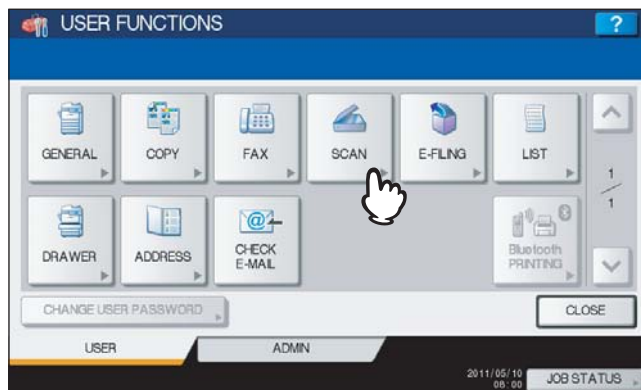 USER FUNCTIONS ?
GENERAL COPY FAX SCAN E-FILING LIST
1
1
DRAWER ADDRESS CHECK E-MAIL Bluetooth PRINTING
CHANGE USER PASSWORD CLOSE
USER ADMIN
2011/05/10
06:00 JOB STATUS